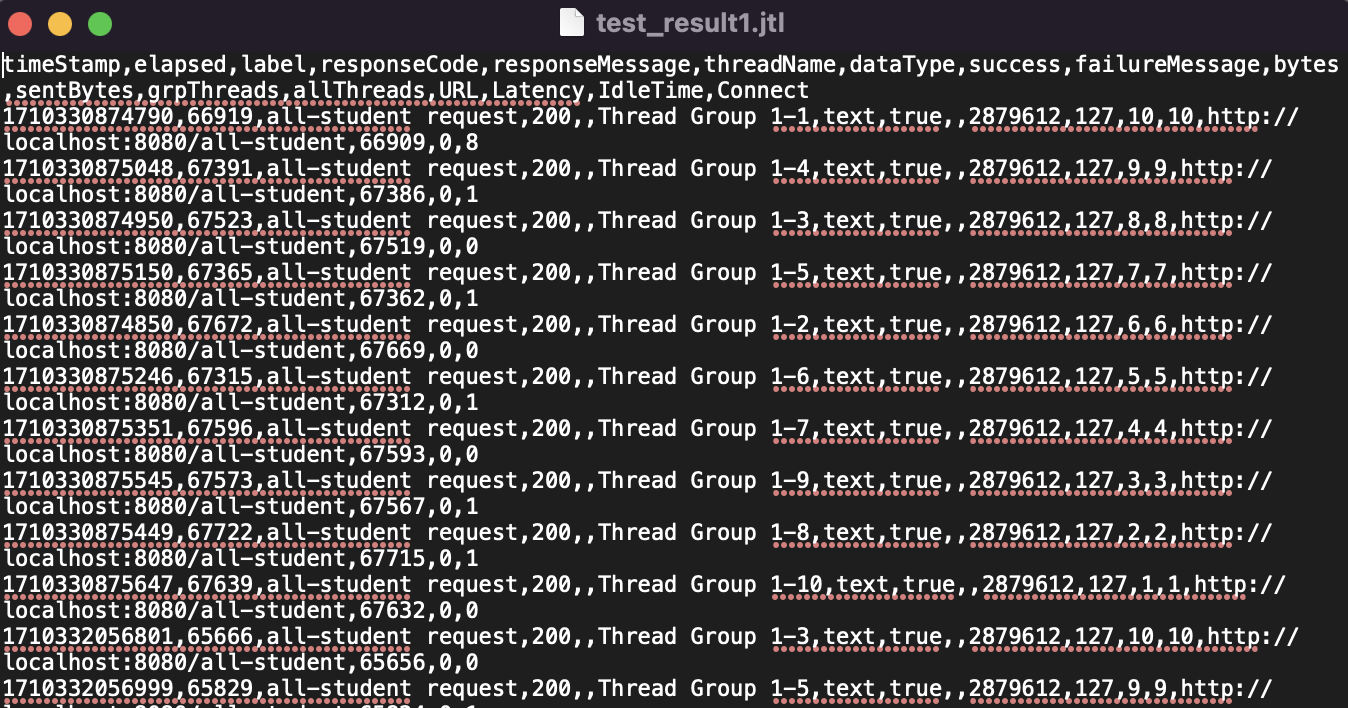 test_result1.jtl
timeStamp,elapsed,label,responseCode,responseMessage,threadName,dataType,success,failureMessage,bytes
,sentBytes,grpThreads,allThreads,URL,Latency,IdleTime,Connect
1710330874790,66919,all-student request,200,,Thread Group 1-1,text,true,,2879612,127,10,10,http://
localhost:8080/all-student,66909,0,8
1710330875048,67391,all-student request,200,,Thread Group 1-4,text,true,,2879612,127,9,9,http://
localhost:8080/all-student,67386,0,1
1710330874950,67523,all-student request,200,,Thread Group 1-3,text,true,,2879612,127,8,8,http://
localhost:8080/all-student,67519,0,0
1710330875150,67365,all-student request,200,,Thread Group 1-5,text,true,,2879612,127,7,7,http://
localhost:8080/all-student,67362,0,1
1710330874850,67672,all-student request,200,,Thread Group 1-2,text,true,,2879612,127,6,6,http://
localhost:8080/all-student,67669,0,0
1710330875246,67315,all-student request,200,,Thread Group 1-6,text,true,,2879612,127,5,5,http://
localhost:8080/all-student,67312,0,1
1710330875351,67596,all-student request,200,,Thread Group 1-7,text,true,,2879612,127,4,4,http://
localhost:8080/all-student,67593,0,0
1710330875545,67573,all-student request,200,,Thread Group 1-9,text,true,,2879612,127,3,3,http://
localhost:8080/all-student,67567,0,1
1710330875449,67722,all-student request,200,,Thread Group 1-8,text,true,,2879612,127,2,2,http://
localhost:8080/all-student,67715,0,1
1710330875647,67639,all-student request,200,,Thread Group 1-10,text,true,,2879612,127,1,1,http://
localhost:8080/all-student,67632,0,0
1710332056801,65666,all-student request,200,,Thread Group 1-3,text,true,,2879612,127,10,10,http://
localhost:8080/all-student,65656,0,0
1710332056999,65829,all-student request,200,,Thread Group 1-5,text,true,,2879612,127,9,9,http://